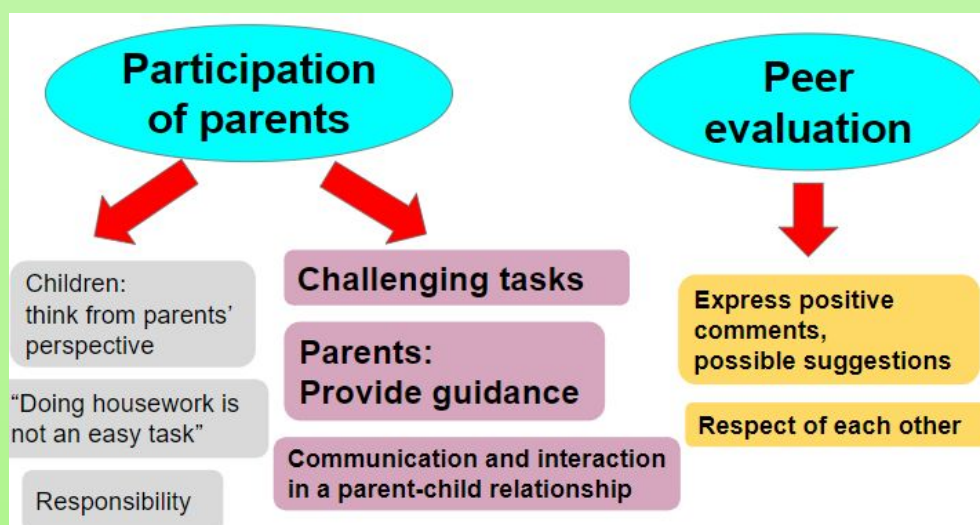 Participation
of parents
Children:
think from parents’
perspective
“Doing housework is
not an easy task”
Responsibility
Challenging tasks
Parents:
Provide guidance
Communication and interaction
in a parent-child relationship
Peer
evaluation
Express positive
comments,
possible suggestions
Respect of each other